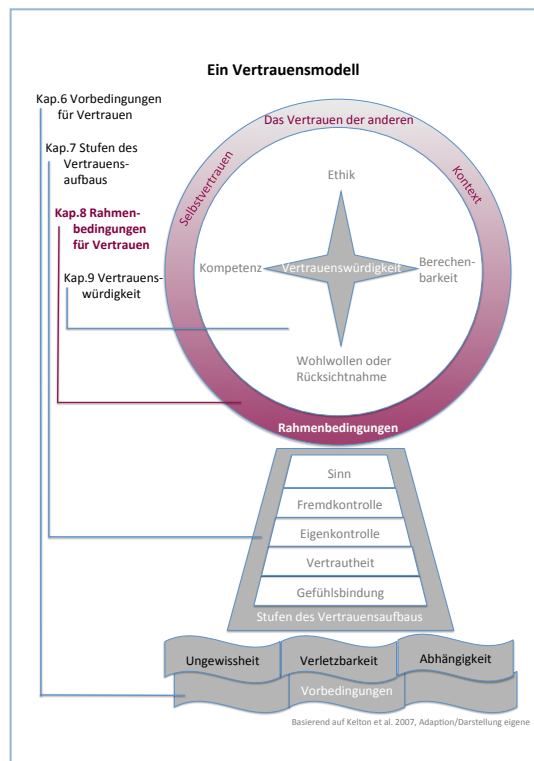 Ein Vertrauensmodell
Kap.6 Vorbedingungen
für Vertrauen
Kap.7 Stufen des
Vertrauens-
aufbaus
Kap.8 Rahmen-
bedingungen
für Vertrauen
Kap.9 Vertrauens-
würdigkeit
Das Vertrauen der anderen
Selbstvertrauen
Kontext
Ethik
Kompetenz
Vertrauenswürdigkeit
Berechen-
barkeit
Wohlwollen oder
Rücksichtnahme
Rahmenbedingungen
Sinn
Fremdkontrolle
Eigenkontrolle
Vertrautheit
Gefühlsbindung
Stufen des Vertrauensaufbaus
Ungewissheit
Verletzbarkeit
Abhängigkeit
Vorbedingungen
Basierend auf Kelton et al. 2007, Adaption/Darstellung eigene